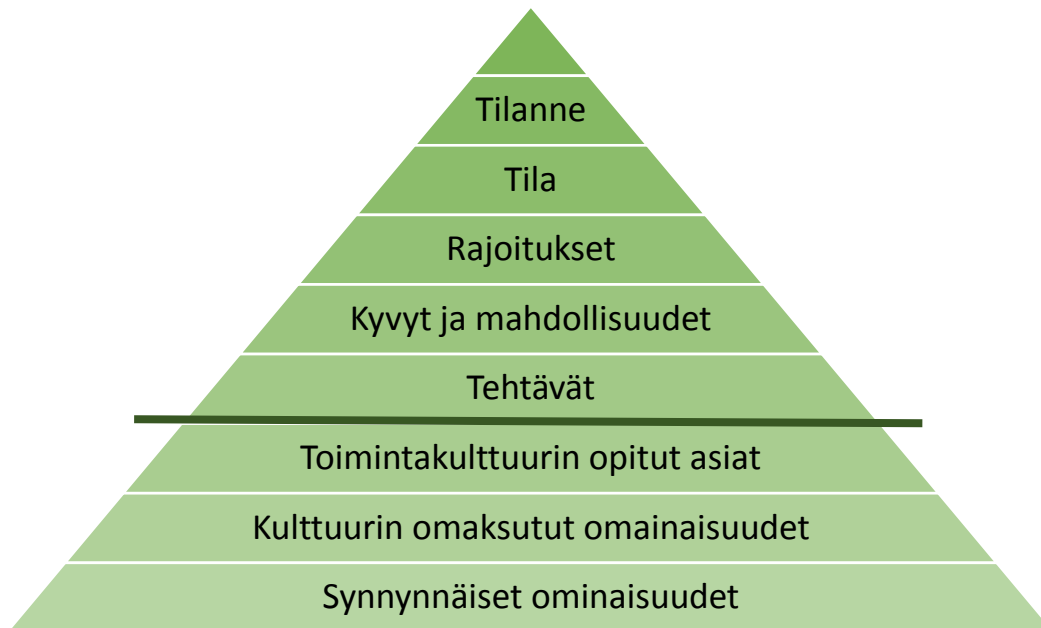 Tilanne
Tila
Rajoitukset
Kyvyt ja mahdollisuudet
Tehtävät
Toimintakulttuurin opitut asiat
Kulttuurin omaksutut omainaisuudet
Synnynnäiset ominaisuudet